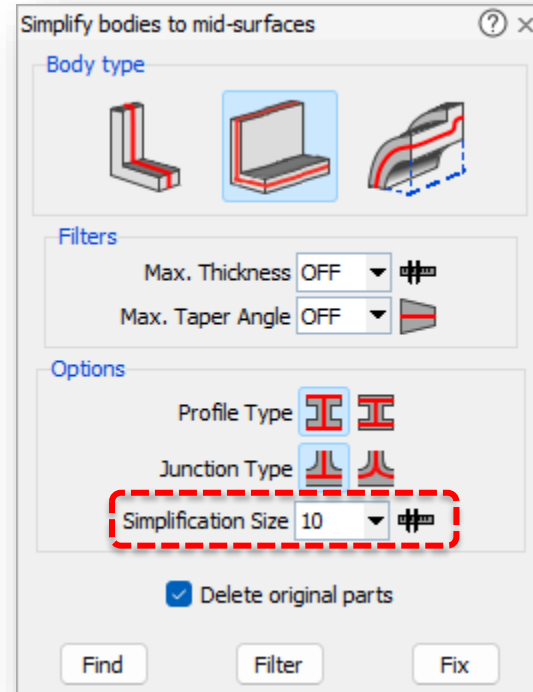 Simplify bodies to mid-surfaces ? ×
Body type
Filters
Max. Thickness OFF
Max. Taper Angle OFF
Options
Profile Type
Junction Type
Simplification Size 10
Delete original parts
Find Filter Fix